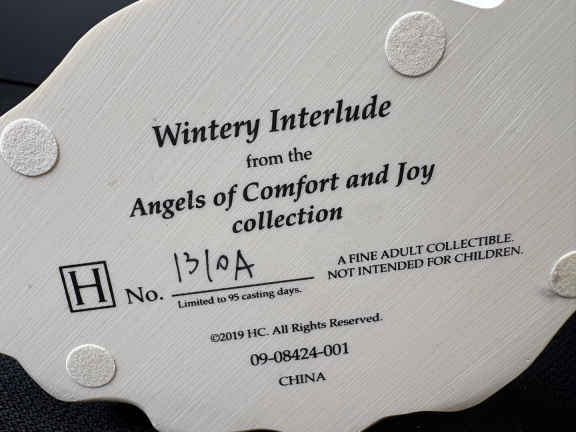 Wintery Interlude
from the
Angels of Comfort and Joy
collection
H
No. 1310A
Limited to 95 casting days.
A FINE ADULT COLLECTIBLE.
NOT INTENDED FOR CHILDREN.
©2019 HC. All Rights Reserved.
09-08424-001
CHINA